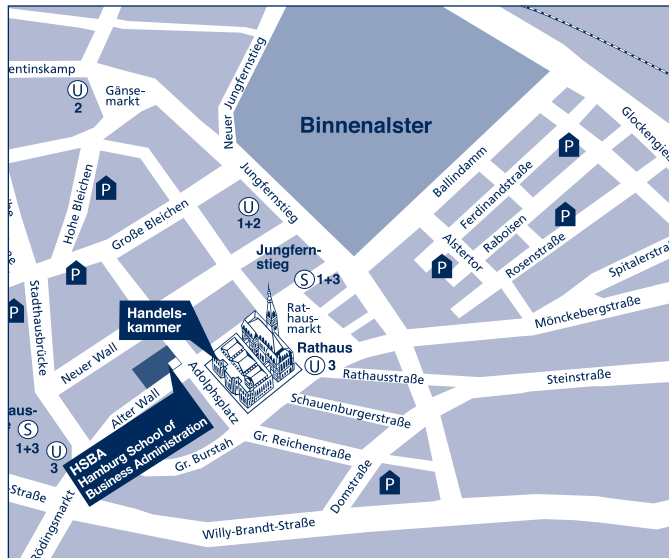 entinskamp
U
2
Gänse-
markt
Neuer Jungfernstieg
Binnenalster
Glockengie
P
Hohe Bleichen
P
Große Bleichen
U
1+2
Jungfernstieg
Ballindamm
Ferdinandstraße
Alstertor
Raboisen
Rosenstraße
P
P
Spitalerstra
Jungfern-
stieg
S 1+3
P
P
Stadthausbrücke
Handels-
kammer
Rat-
haus-
markt
Mönckebergstraße
Rathaus
U 3
Neuer Wall
Adolphsplatz
Rathausstraße
Steinstraße
Alter Wall
Schauenburgerstraße
aus-
S
1+3
U
3
HSBA
Hamburg School of
Business Administration
Gr. Burstah
Gr. Reichenstraße
Domstraße
P
-Straße
Rödingsmarkt
Willy-Brandt-Straße